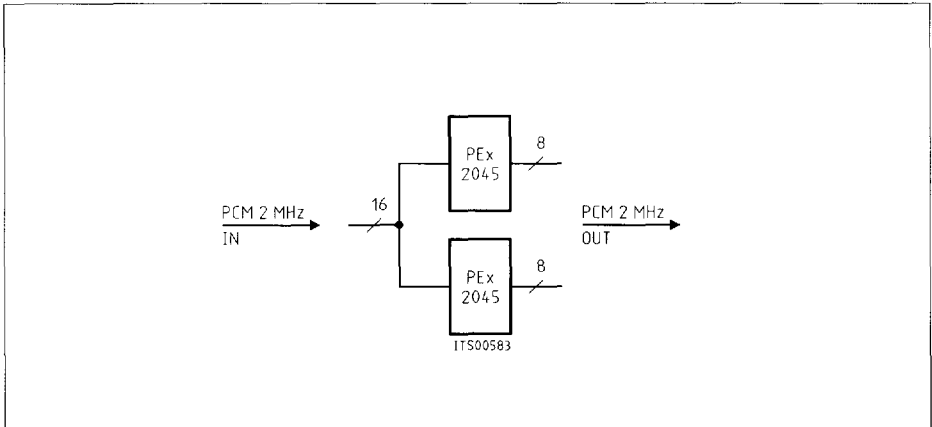 PEx
2045
8
16
PCM 2 MHz
IN
PCM 2 MHz
OUT
PEx
2045
8
ITS00583